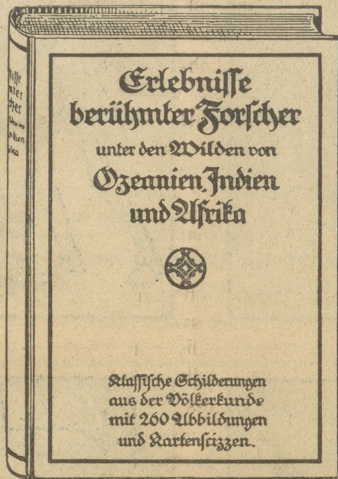 Erlebnisse
berühmter Forscher
unter den Wilden von
Ozeanien, Indien
und Afrika
Klassische Schilderungen
aus der Völkerkunde
mit 260 Abbildungen
und Kartenscizzen.